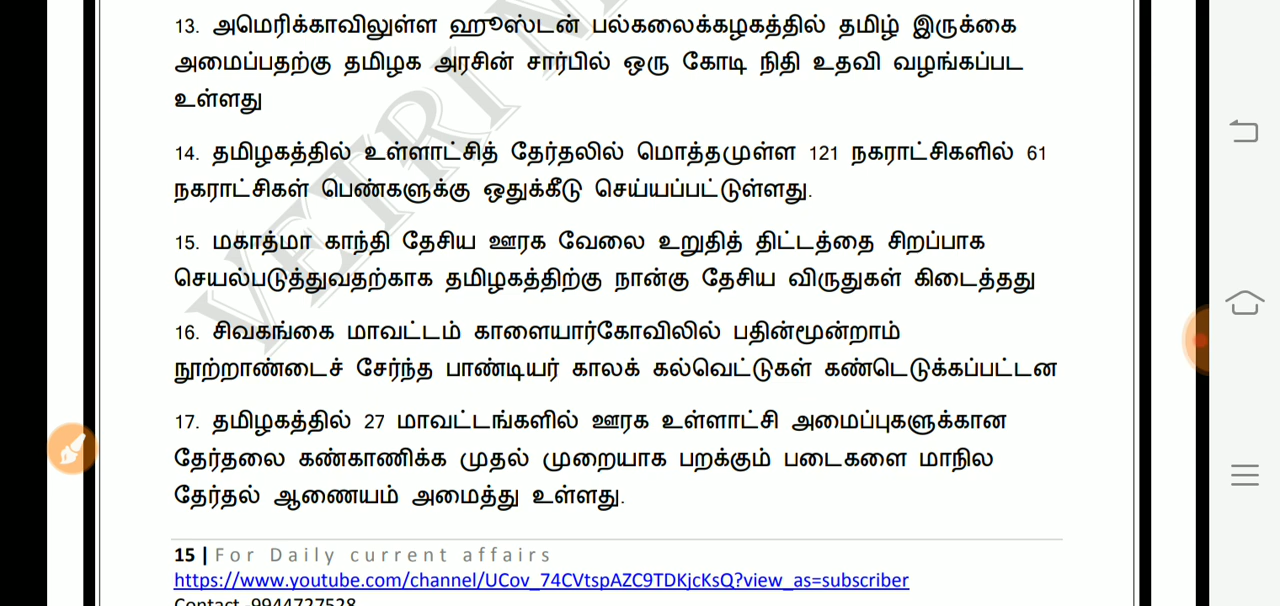 13. அமெரிக்காவிலுள்ள ஹூஸ்டன் பல்கலைக்கழகத்தில் தமிழ் இருக்கை
அமைப்பதற்கு தமிழக அரசின் சார்பில் ஒரு கோடி நிதி உதவி வழங்கப்பட
உள்ளது
14. தமிழகத்தில் உள்ளாட்சித் தேர்தலில் மொத்தமுள்ள 121 நகராட்சிகளில் 61
நகராட்சிகள் பெண்களுக்கு ஒதுக்கீடு செய்யப்பட்டுள்ளது.
15. மகாத்மா காந்தி தேசிய ஊரக வேலை உறுதித் திட்டத்தை சிறப்பாக
செயல்படுத்துவதற்காக தமிழகத்திற்கு நான்கு தேசிய விருதுகள் கிடைத்தது
16. சிவகங்கை மாவட்டம் காளையார்கோவிலில் பதின்மூன்றாம்
நூற்றாண்டைச் சேர்ந்த பாண்டியர் காலக் கல்வெட்டுகள் கண்டெடுக்கப்பட்டன
17. தமிழகத்தில் 27 மாவட்டங்களில் ஊரக உள்ளாட்சி அமைப்புகளுக்கான
தேர்தலை கண்காணிக்க முதல் முறையாக பறக்கும் படைகளை மாநில
தேர்தல் ஆணையம் அமைத்து உள்ளது.
15 | For Daily current affairs
https://www.youtube.com/channel/UCov_74CVtspAZC9TDKjcKsQ?view_as=subscriber
Contact -9944727528
VETRI